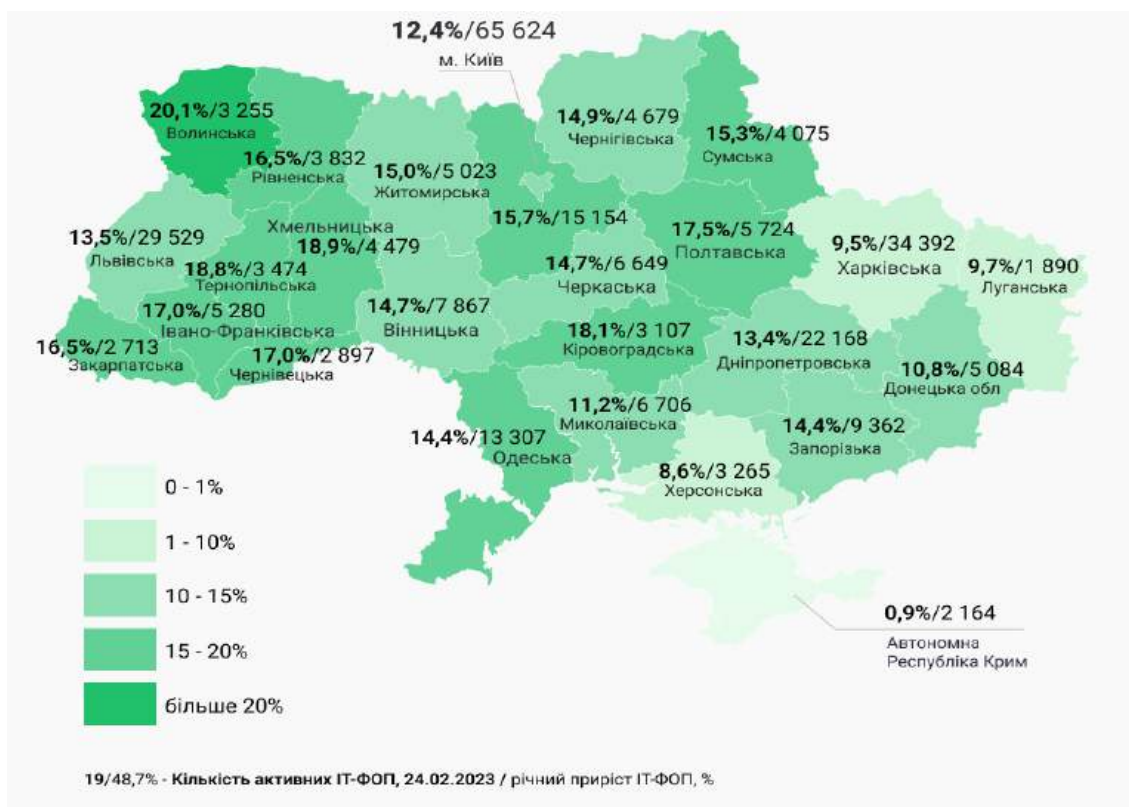 12,4%/65 624
м. Київ
20,1%/3 255
Волинська
16,5%/3 832
Рівненська
15,0%/5 023
Житомирська
14,9%/4 679
Чернігівська
15,3%/4 075
Сумська
13,5%/29 529
Львівська
Хмельницька
18,9%/4 479
18,8%/3 474
Тернопільська
15,7%/15 154
17,5%/5 724
Полтавська
9,5%/34 392
Харківська
9,7%/1 890
Луганська
14,7%/6 649
Черкаська
17,0%/5 280
Івано-Франківська
14,7%/7 867
Вінницька
16,5%/2 713
Закарпатська
17,0%/2 897
Чернівецька
18,1%/3 107
Кіровоградська
13,4%/22 168
Дніпропетровська
10,8%/5 084
Донецька обл
11,2%/6 706
Миколаївська
14,4%/9 362
Запорізька
14,4%/13 307
Одеська
8,6%/3 265
Херсонська
0,9%/2 164
Автономна
Республіка Крим
0 - 1%
1 - 10%
10 - 15%
15 - 20%
більше 20%
19/48,7% - Кількість активних ІТ-ФОП, 24.02.2023 / річний приріст ІТ-ФОП, %